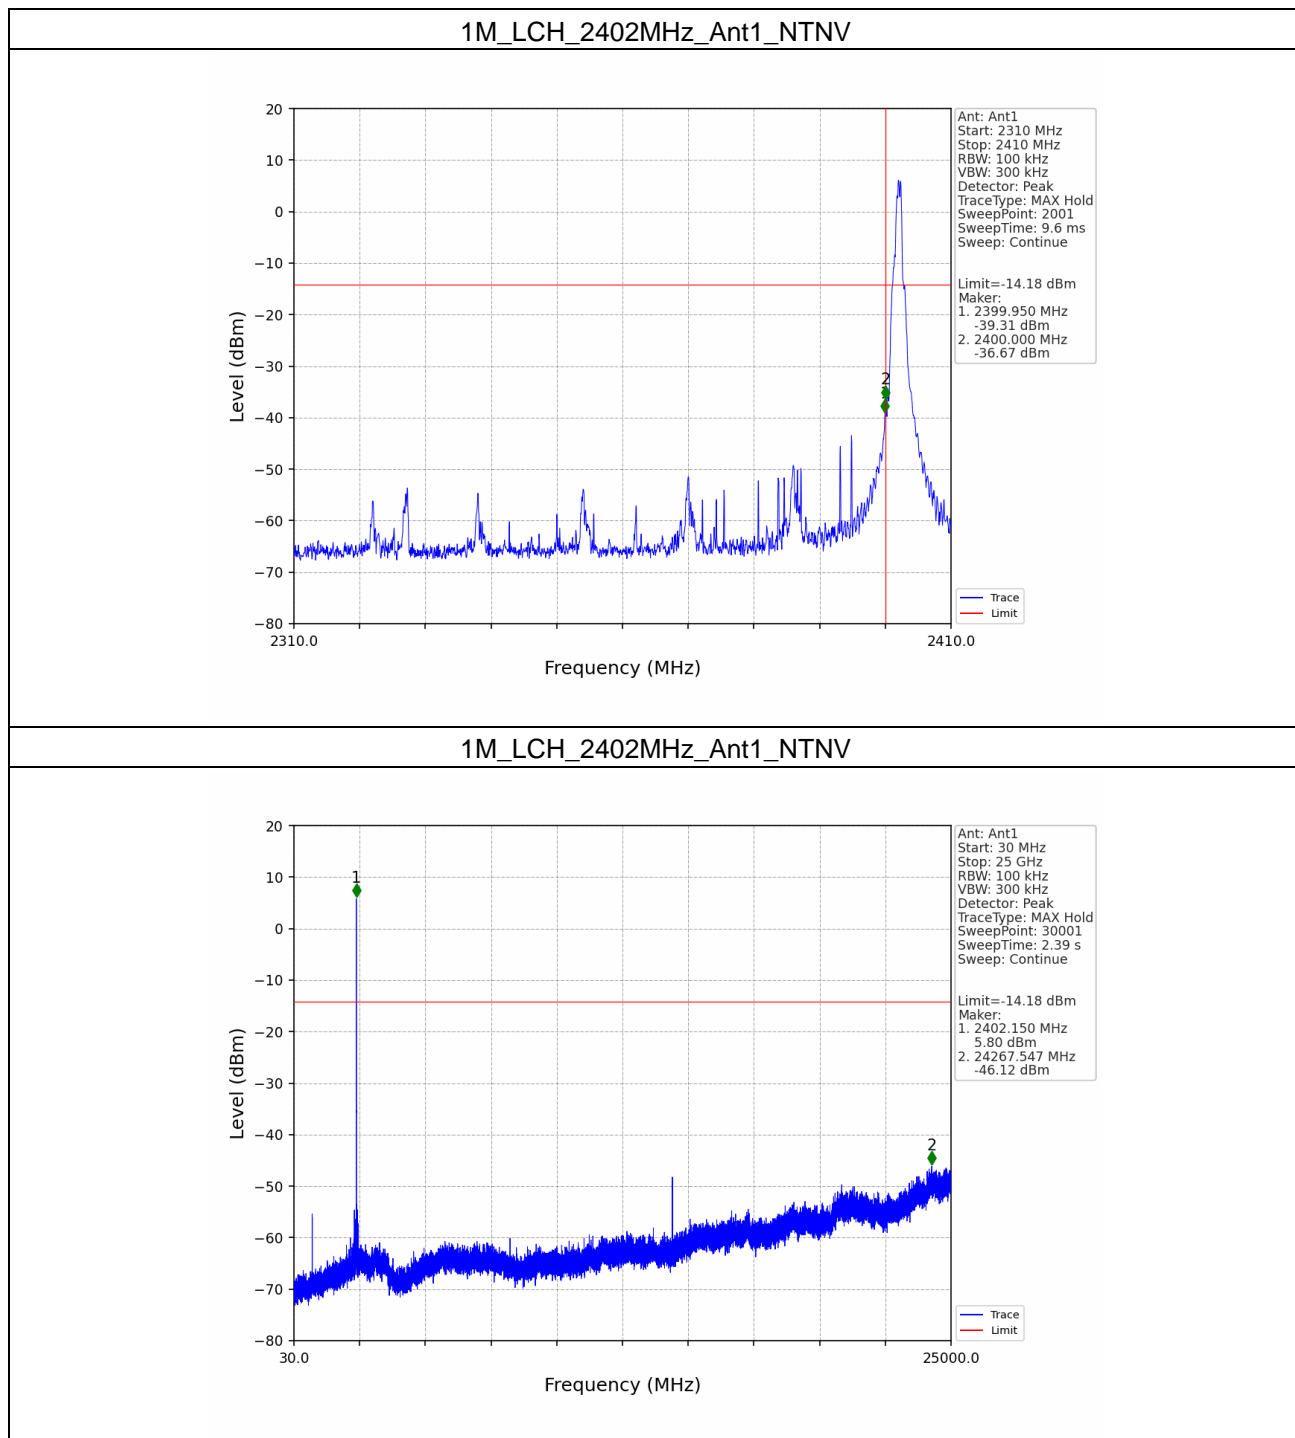 1M_LCH_2402MHz_Ant1_NTNV
20
10
0
−10
−20
−30
−40
−50
−60
−70
−80
Level (dBm)
2310.0
2410.0
Frequency (MHz)
2
Ant: Ant1
Start: 2310 MHz
Stop: 2410 MHz
RBW: 100 kHz
VBW: 300 kHz
Detector: Peak
TraceType: MAX Hold
SweepPoint: 2001
SweepTime: 9.6 ms
Sweep: Continue
Limit=-14.18 dBm
Maker:
1. 2399.950 MHz
-39.31 dBm
2. 2400.000 MHz
-36.67 dBm
Trace
Limit
1M_LCH_2402MHz_Ant1_NTNV
20
10
0
−10
−20
−30
−40
−50
−60
−70
−80
Level (dBm)
30.0
25000.0
Frequency (MHz)
1
2
Ant: Ant1
Start: 30 MHz
Stop: 25 GHz
RBW: 100 kHz
VBW: 300 kHz
Detector: Peak
TraceType: MAX Hold
SweepPoint: 30001
SweepTime: 2.39 s
Sweep: Continue
Limit=-14.18 dBm
Maker:
1. 2402.150 MHz
5.80 dBm
2. 24267.547 MHz
-46.12 dBm
Trace
Limit